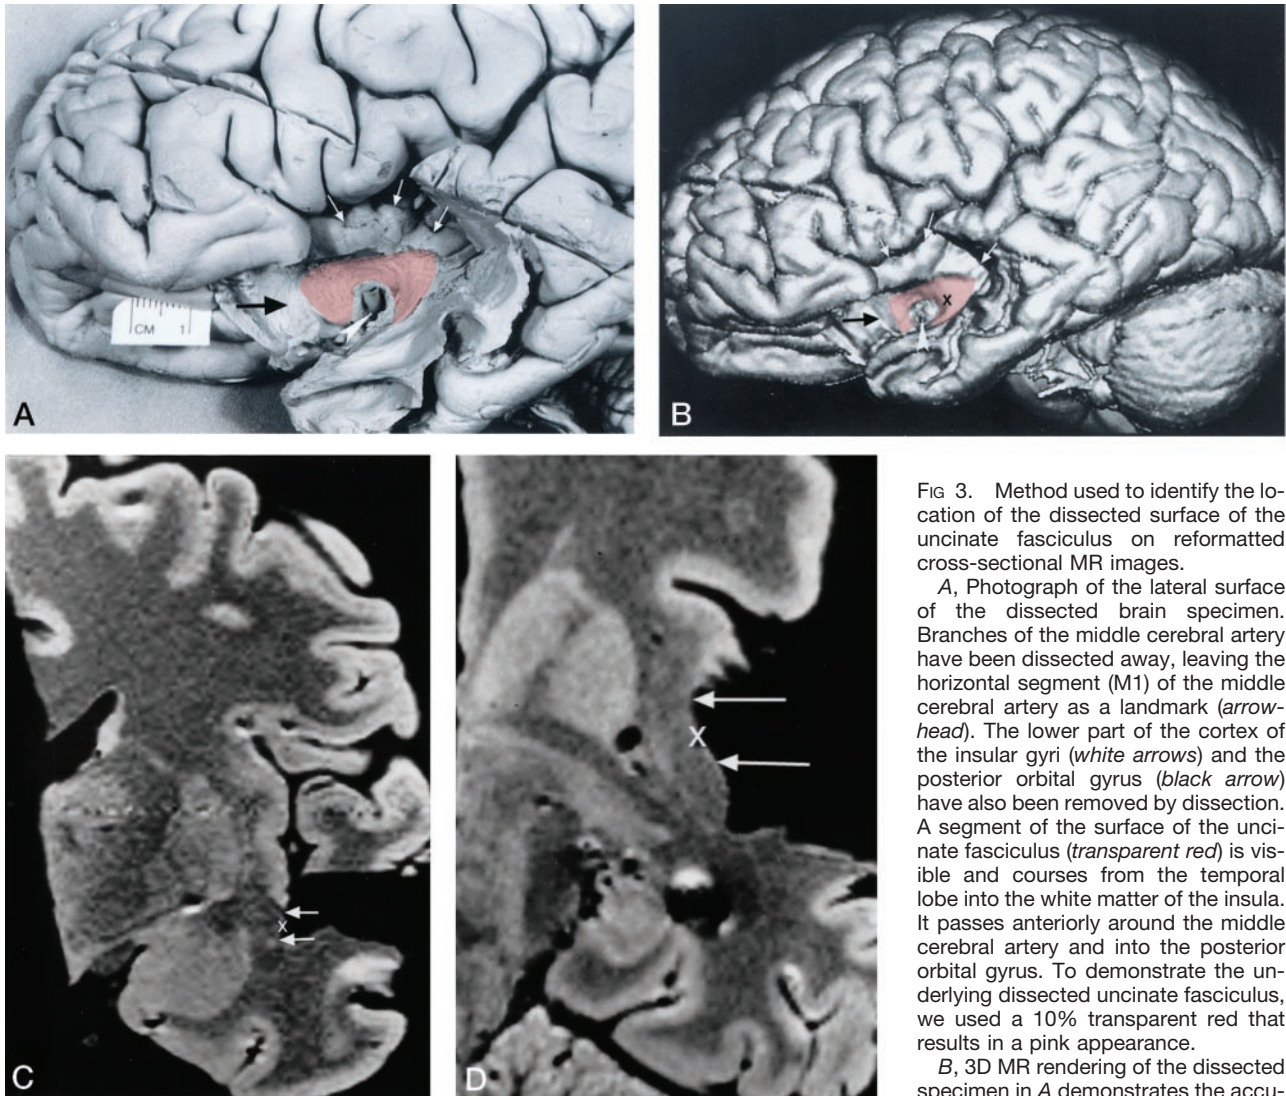 CM 1
A
x
B
x
C
X
D
FIG 3. Method used to identify the lo-
cation of the dissected surface of the
uncinate fasciculus on reformatted
cross-sectional MR images.
A, Photograph of the lateral surface
of the dissected brain specimen.
Branches of the middle cerebral artery
have been dissected away, leaving the
horizontal segment (M1) of the middle
cerebral artery as a landmark (arrow-
head). The lower part of the cortex of
the insular gyri (white arrows) and the
posterior orbital gyrus (black arrow)
have also been removed by dissection.
A segment of the surface of the unci-
nate fasciculus (transparent red) is vis-
ible and courses from the temporal
lobe into the white matter of the insula.
It passes anteriorly around the middle
cerebral artery and into the posterior
orbital gyrus. To demonstrate the un-
derlying dissected uncinate fasciculus,
we used a 10% transparent red that
results in a pink appearance.
B, 3D MR rendering of the dissected
specimen in A demonstrates the accu-